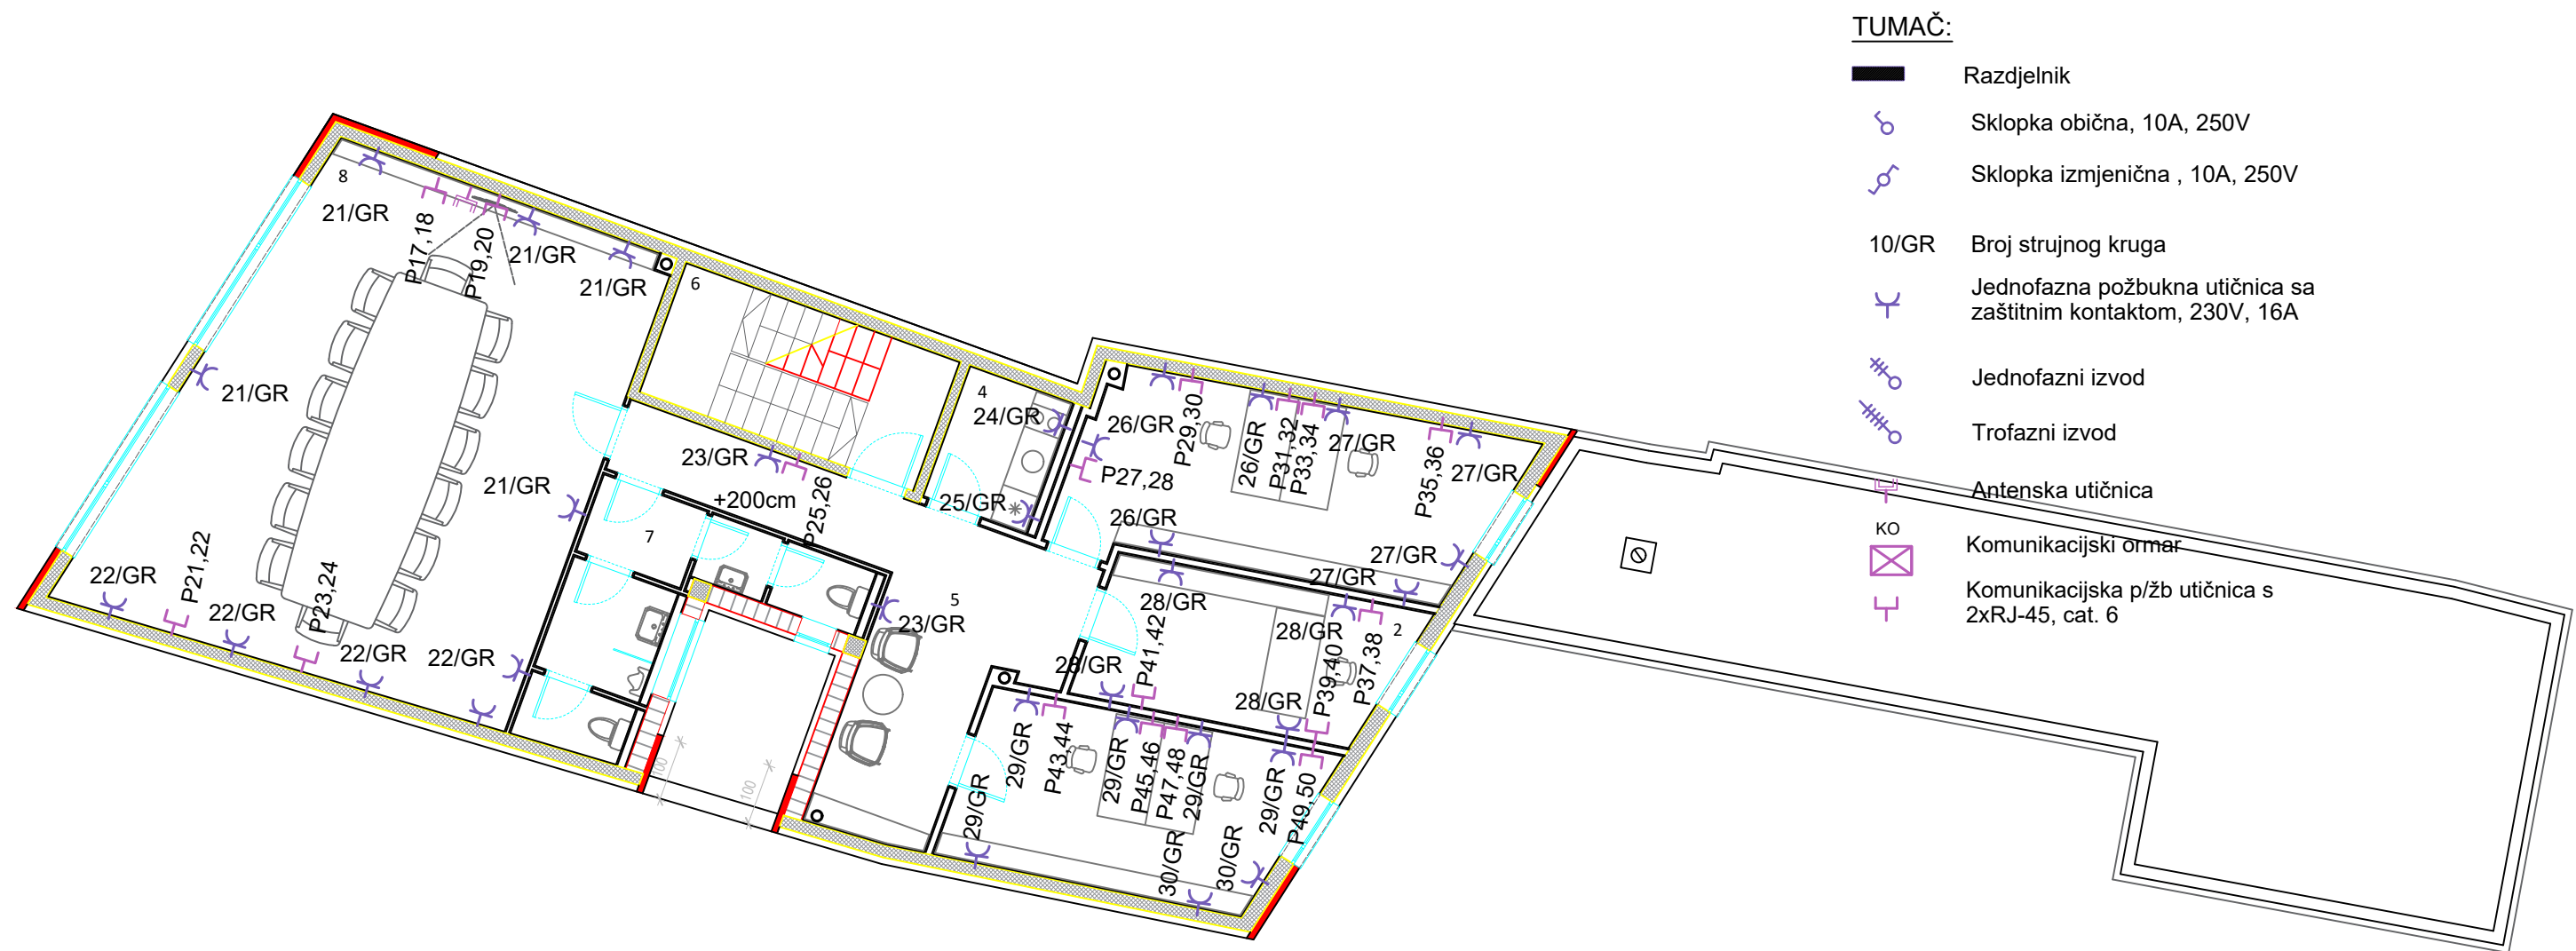 TUMAČ:
Razdjelnik
Sklopka obična, 10A, 250V
Sklopka izmjenična , 10A, 250V
10/GR Broj strujnog kruga
Jednofazna požbukna utičnica sa
zaštitnim kontaktom, 230V, 16A
Jednofazni izvod
Trofazni izvod
Antenska utičnica
KO
Komunikacijski ormar
Komunikacijska p/žb utičnica s
2xRJ-45, cat. 6
8
21/GR
P17,18
P19,20
21/GR
21/GR
6
21/GR
21/GR
22/GR
P21,22
22/GR
P23,24
22/GR
22/GR
23/GR
+200cm
P25,26
7
4
24/GR
25/GR
5
23/GR
26/GR
P27,28
P29,30
26/GR
P31,32
P33,34
27/GR
P35,36
27/GR
26/GR
27/GR
27/GR
28/GR
28/GR
2
28/GR
P41,42
28/GR
P39,40
P37,38
29/GR
29/GR
P43,44
29/GR
P45,46
P47,48
29/GR
29/GR
P49,50
30/GR
30/GR
100
100